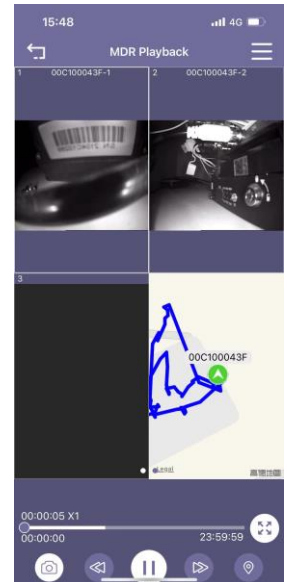 15:48
4G
MDR Playback
1 00C100043F-1
2 00C100043F-2
3
00C100043F
Legal
高德地图
00:00:05 X1
00:00:00
23:59:59